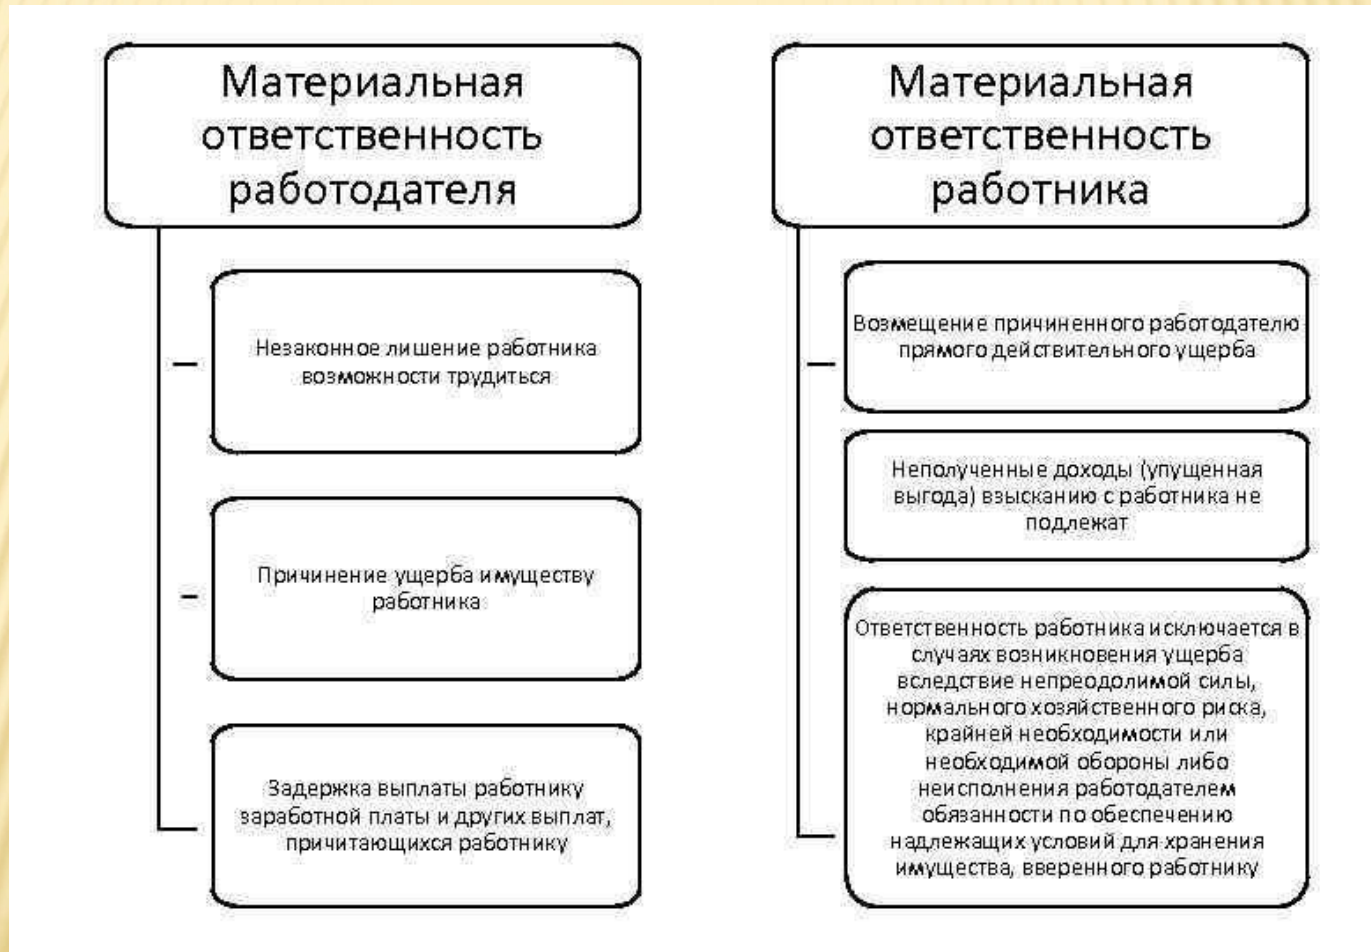 Материальная
ответственность
работодателя
Незаконное лишение работника
возможности трудиться
Причинение ущерба имуществу
работника
Задержка выплаты работнику
заработной платы и других выплат,
причитающихся работнику
Материальная
ответственность
работника
Возмещение причиненного работодателю
прямого действительного ущерба
Неполученные доходы (упущенная
выгода) взысканию с работника не
подлежат
Ответственность работника исключается в
случаях возникновения ущерба
вследствие непреодолимой силы,
нормального хозяйственного риска,
крайней необходимости или
необходимой обороны либо
неисполнения работодателем
обязанности по обеспечению
надлежащих условий для хранения
имущества, вверенного работнику